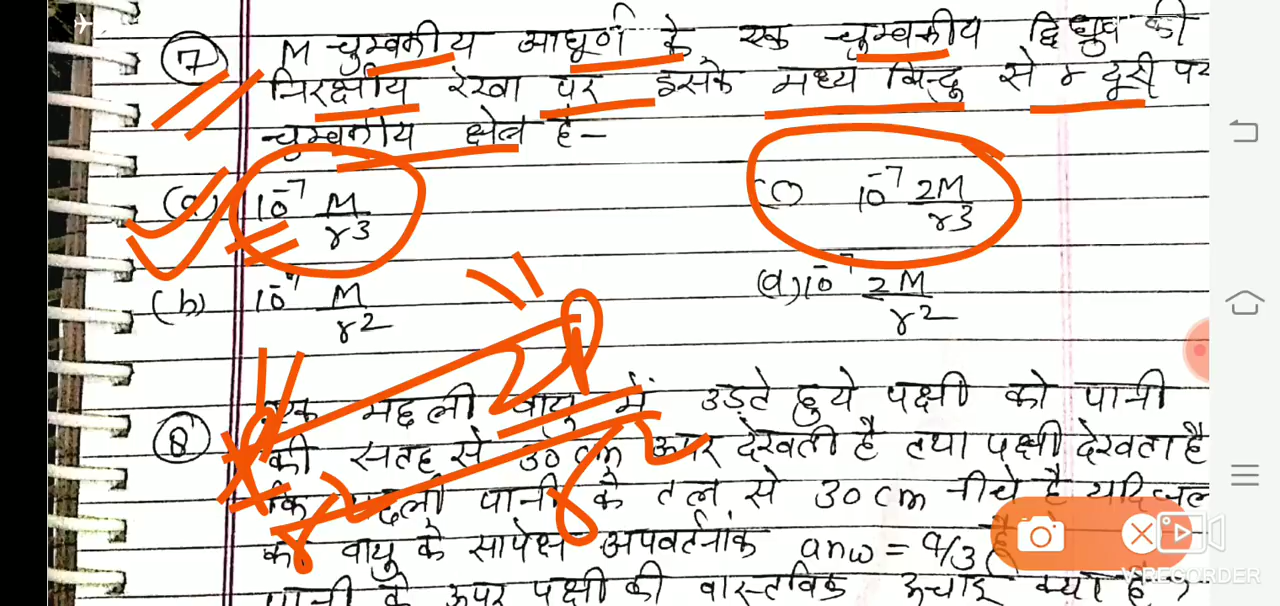 7 M चुम्बकीय आघूर्ण के एक चुम्बकीय द्विध्रुव की
निरक्षीय रेखा पर इसके मध्य बिन्दु से r दूरी पर
चुम्बकीय क्षेत्र है-
(a) 10⁻⁷ M/r³ (c) 10⁻⁷ 2M/r³
(b) 10⁻⁷ M/r² (d) 10⁻⁷ 2M/r²
8 एक मछली वायु में उड़ते हुये पक्षी को पानी
की सतह से 30 cm ऊपर देखती है तथा पक्षी देखता है
कि मछली पानी के तल से 30 cm नीचे है यदि जल
का वायु के सापेक्ष अपवर्तनांक anw = 4/3
पानी के ऊपर पक्षी की वास्तविक ऊंचाई क्या है?
V RECORDER